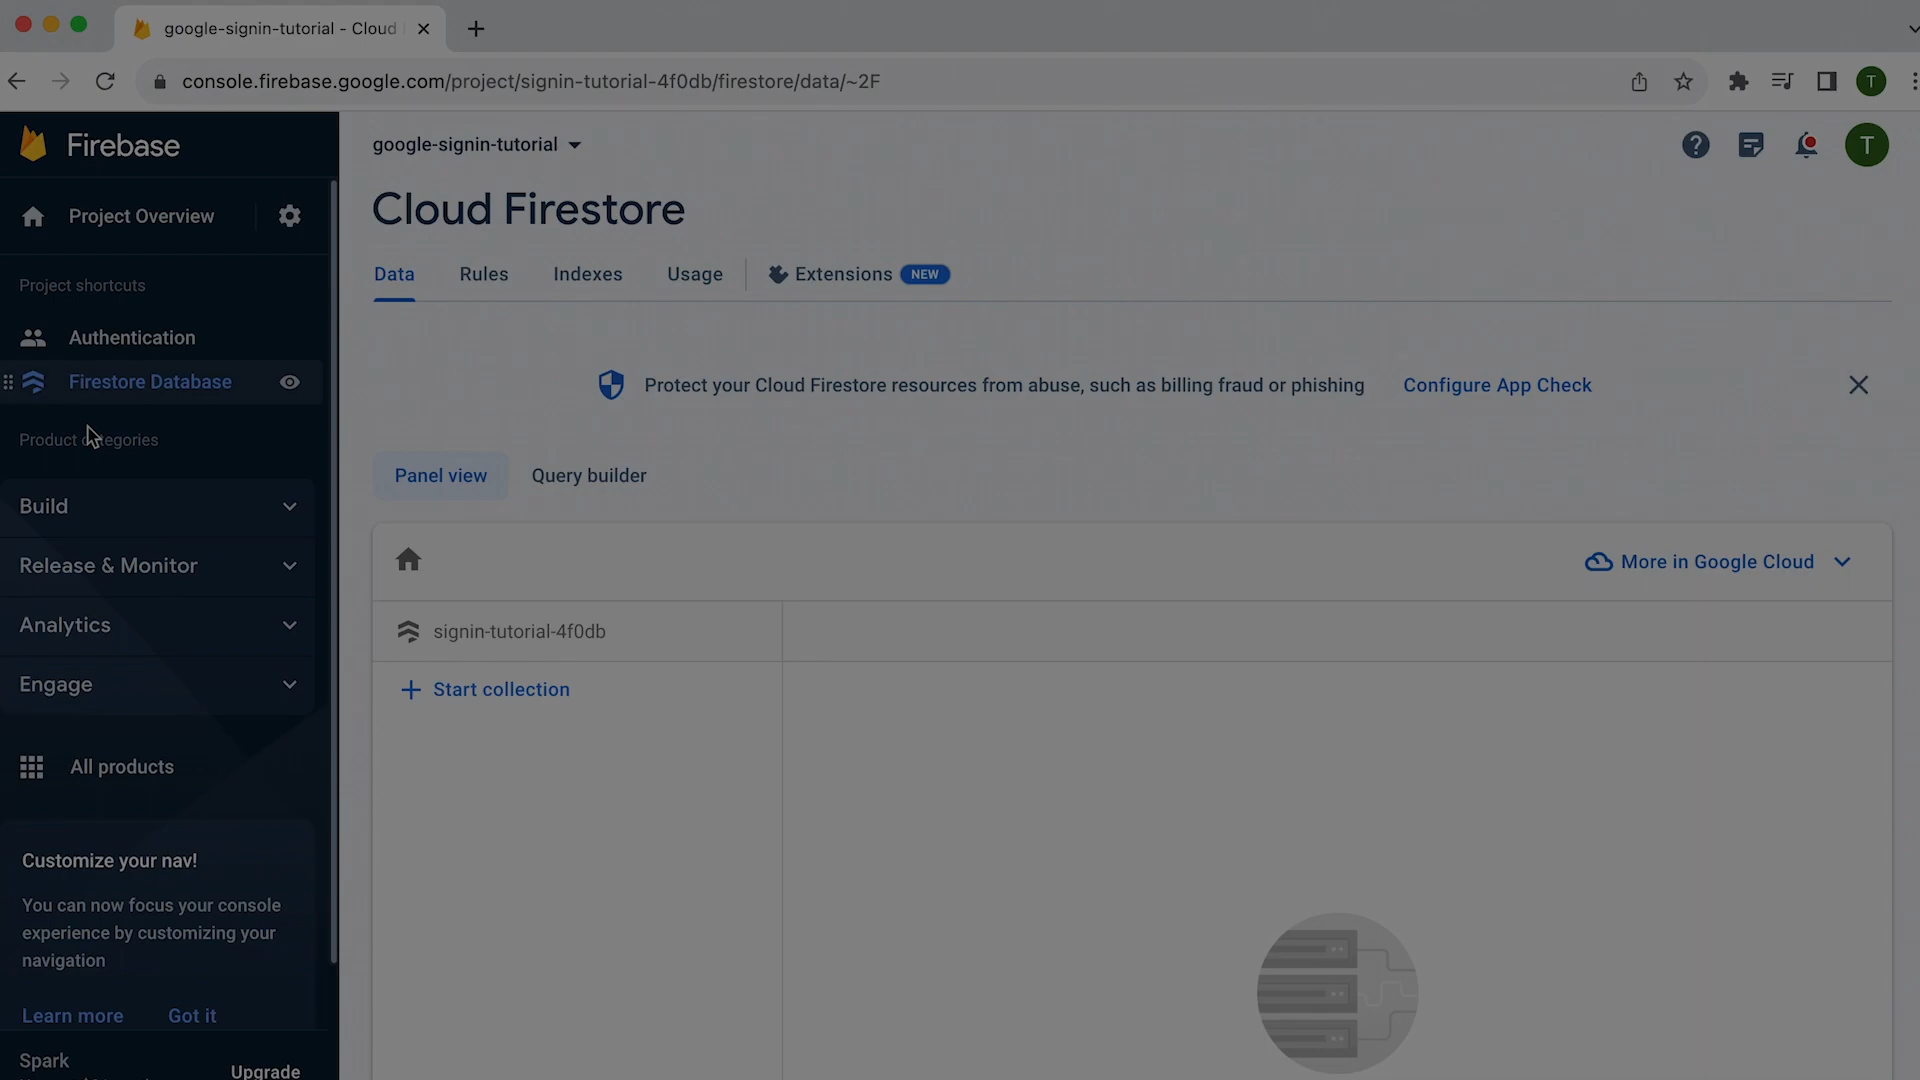 google-signin-tutorial - Cloud
console.firebase.google.com/project/signin-tutorial-4f0db/firestore/data/~2F
T
Firebase
google-signin-tutorial
T
Project Overview
Cloud Firestore
Data Rules Indexes Usage Extensions NEW
Project shortcuts
Authentication
Firestore Database
Protect your Cloud Firestore resources from abuse, such as billing fraud or phishing Configure App Check
Product categories
Panel view Query builder
Build
Release & Monitor
More in Google Cloud
Analytics
signin-tutorial-4f0db
Engage
Start collection
All products
Customize your nav!
You can now focus your console
experience by customizing your
navigation
Learn more Got it
Spark
Upgrade